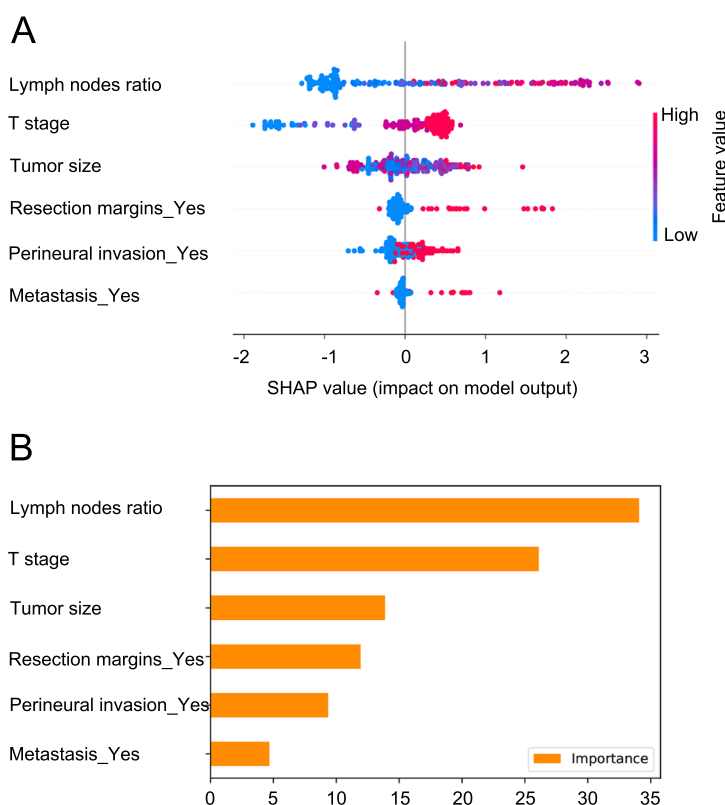 A
Lymph nodes ratio
T stage
Tumor size
Resection margins_Yes
Perineural invasion_Yes
Metastasis_Yes
High
Feature value
Low
-2 -1 0 1 2 3
SHAP value (impact on model output)
B
Lymph nodes ratio
T stage
Tumor size
Resection margins_Yes
Perineural invasion_Yes
Metastasis_Yes
Importance
0 5 10 15 20 25 30 35